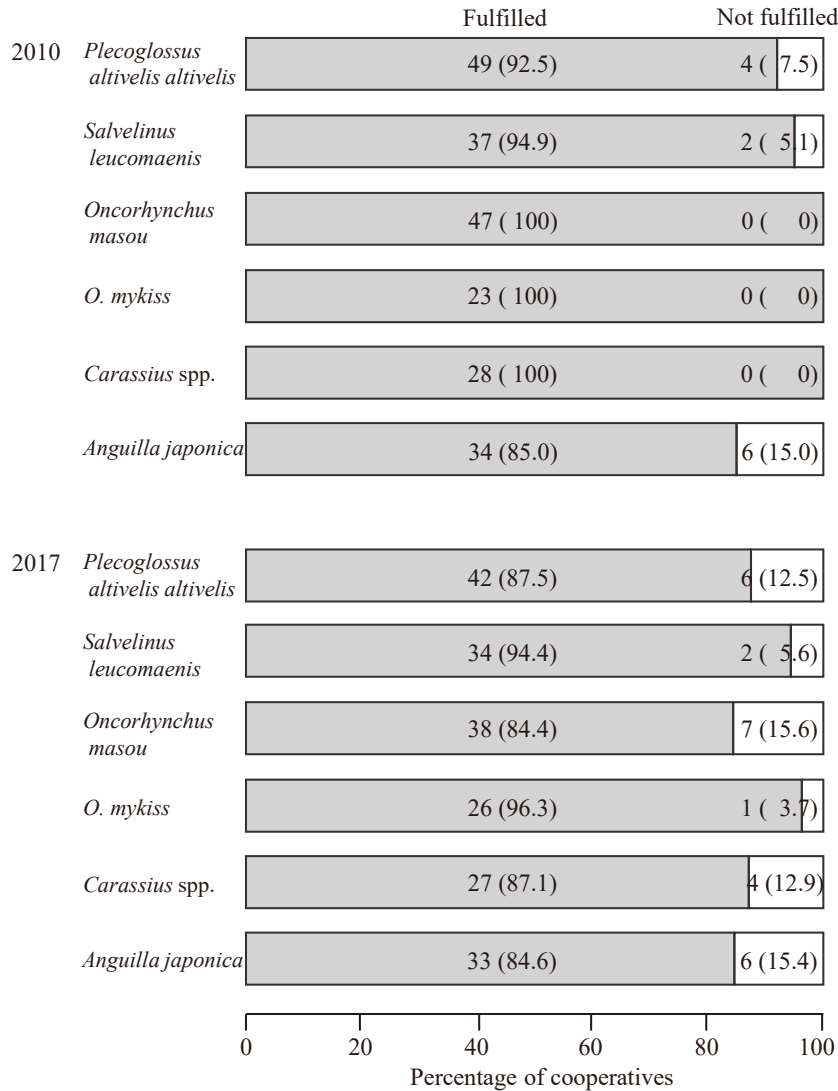 Fulfilled Not fulfilled
2010 Plecoglossus
altivelis altivelis
49 (92.5) 4 ( 7.5)
Salvelinus
leucomaenis
37 (94.9) 2 ( 5.1)
Oncorhynchus
masou
47 ( 100) 0 ( 0)
O. mykiss 23 ( 100) 0 ( 0)
Carassius spp. 28 ( 100) 0 ( 0)
Anguilla japonica 34 (85.0) 6 (15.0)
2017 Plecoglossus
altivelis altivelis
42 (87.5) 6 (12.5)
Salvelinus
leucomaenis
34 (94.4) 2 ( 5.6)
Oncorhynchus
masou
38 (84.4) 7 (15.6)
O. mykiss 26 (96.3) 1 ( 3.7)
Carassius spp. 27 (87.1) 4 (12.9)
Anguilla japonica 33 (84.6) 6 (15.4)
0 20 40 60 80 100
Percentage of cooperatives